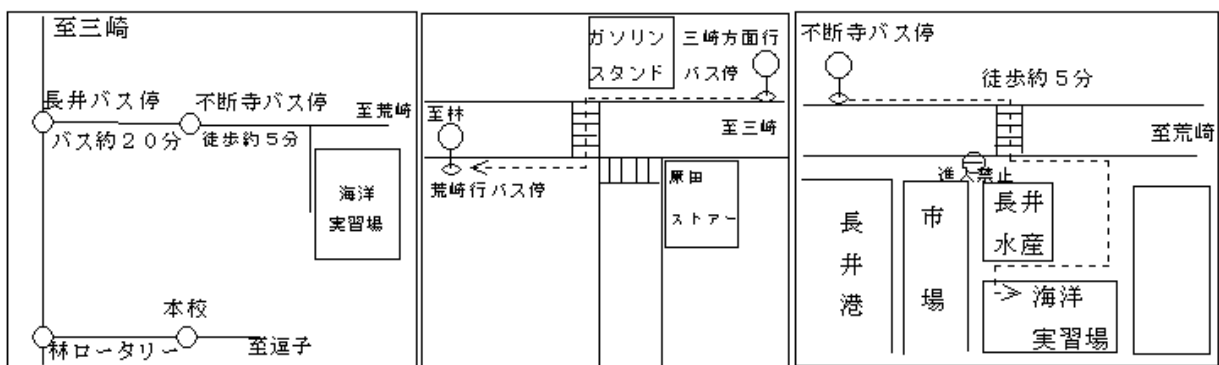 至三崎
長井バス停
不断寺バス停
至荒崎
バス約20分
徒歩約5分
海洋
実習場
本校
林ロータリー
至逗子
ガソリン
スタンド
三崎方面行
バス停
至林
至三崎
荒崎行バス停
原田
ストアー
不断寺バス停
徒歩約5分
至荒崎
進入禁止
長井港
市場
長井
水産
海洋
実習場